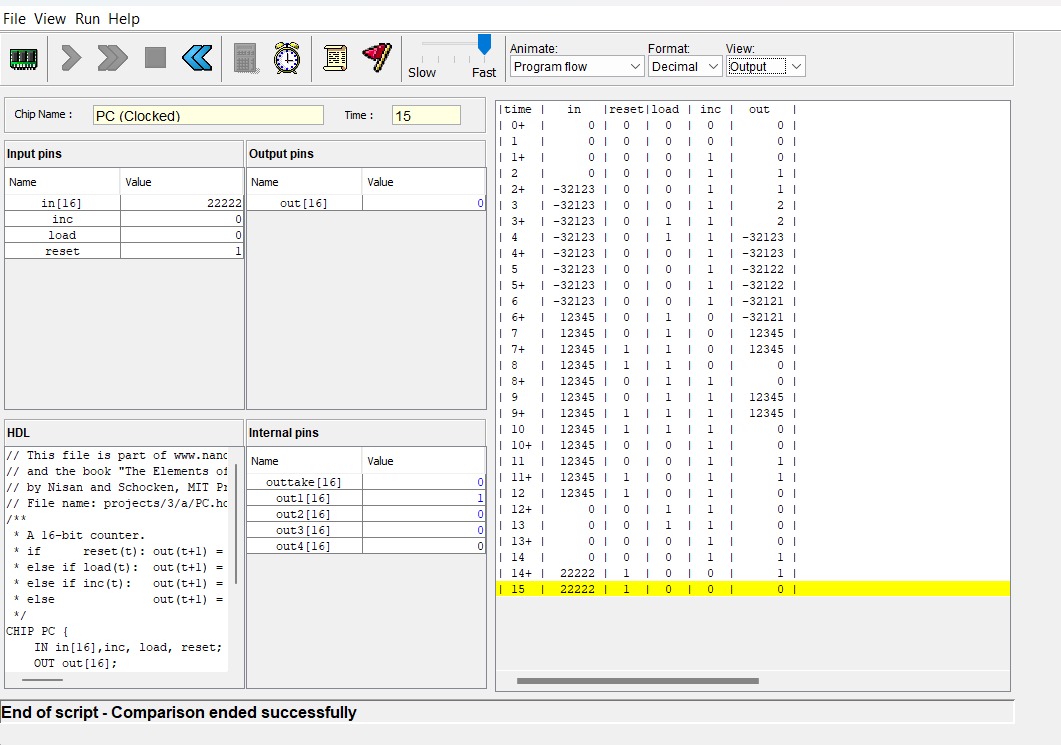 File View Run Help
Slow Fast
Animate: Format: View:
Program flow Decimal Output
Chip Name : PC (Clocked) Time : 15
Input pins
Name Value
in[16] 22222
inc 0
load 0
reset 1
Output pins
Name Value
out[16] 0
HDL
// This file is part of www.nand
// and the book "The Elements of
// by Nisan and Schocken, MIT Pr
// File name: projects/3/a/PC.hd
/**
* A 16-bit counter.
* if reset(t): out(t+1) =
* else if load(t): out(t+1) =
* else if inc(t): out(t+1) =
* else out(t+1) =
*/
CHIP PC {
IN in[16],inc, load, reset;
OUT out[16];
Internal pins
Name Value
outtake[16] 0
out1[16] 1
out2[16] 0
out3[16] 0
out4[16] 0
|time | in |reset|load | inc | out |
| 0+ | 0 | 0 | 0 | 0 | 0 |
| 1 | 0 | 0 | 0 | 0 | 0 |
| 1+ | 0 | 0 | 0 | 1 | 0 |
| 2 | 0 | 0 | 0 | 1 | 1 |
| 2+ | -32123 | 0 | 0 | 1 | 1 |
| 3 | -32123 | 0 | 0 | 1 | 2 |
| 3+ | -32123 | 0 | 1 | 1 | 2 |
| 4 | -32123 | 0 | 1 | 1 | -32123 |
| 4+ | -32123 | 0 | 0 | 1 | -32123 |
| 5 | -32123 | 0 | 0 | 1 | -32122 |
| 5+ | -32123 | 0 | 0 | 1 | -32122 |
| 6 | -32123 | 0 | 0 | 1 | -32121 |
| 6+ | 12345 | 0 | 1 | 0 | -32121 |
| 7 | 12345 | 0 | 1 | 0 | 12345 |
| 7+ | 12345 | 1 | 1 | 0 | 12345 |
| 8 | 12345 | 1 | 1 | 0 | 0 |
| 8+ | 12345 | 0 | 1 | 1 | 0 |
| 9 | 12345 | 0 | 1 | 1 | 12345 |
| 9+ | 12345 | 1 | 1 | 1 | 12345 |
| 10 | 12345 | 1 | 1 | 1 | 0 |
| 10+ | 12345 | 0 | 0 | 1 | 0 |
| 11 | 12345 | 0 | 0 | 1 | 1 |
| 11+ | 12345 | 1 | 0 | 1 | 1 |
| 12 | 12345 | 1 | 0 | 1 | 0 |
| 12+ | 0 | 0 | 1 | 1 | 0 |
| 13 | 0 | 0 | 1 | 1 | 0 |
| 13+ | 0 | 0 | 0 | 1 | 0 |
| 14 | 0 | 0 | 0 | 1 | 1 |
| 14+ | 22222 | 1 | 0 | 0 | 1 |
| 15 | 22222 | 1 | 0 | 0 | 0 |
End of script - Comparison ended successfully